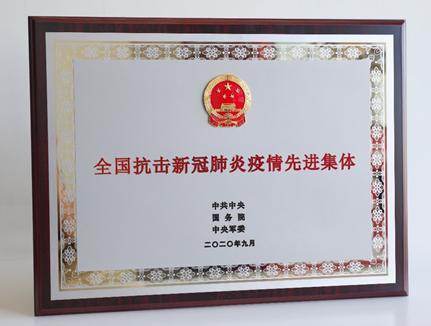 全国抗击新冠肺炎疫情先进集体
中共中央
国务院
中央军委
二〇二〇年九月